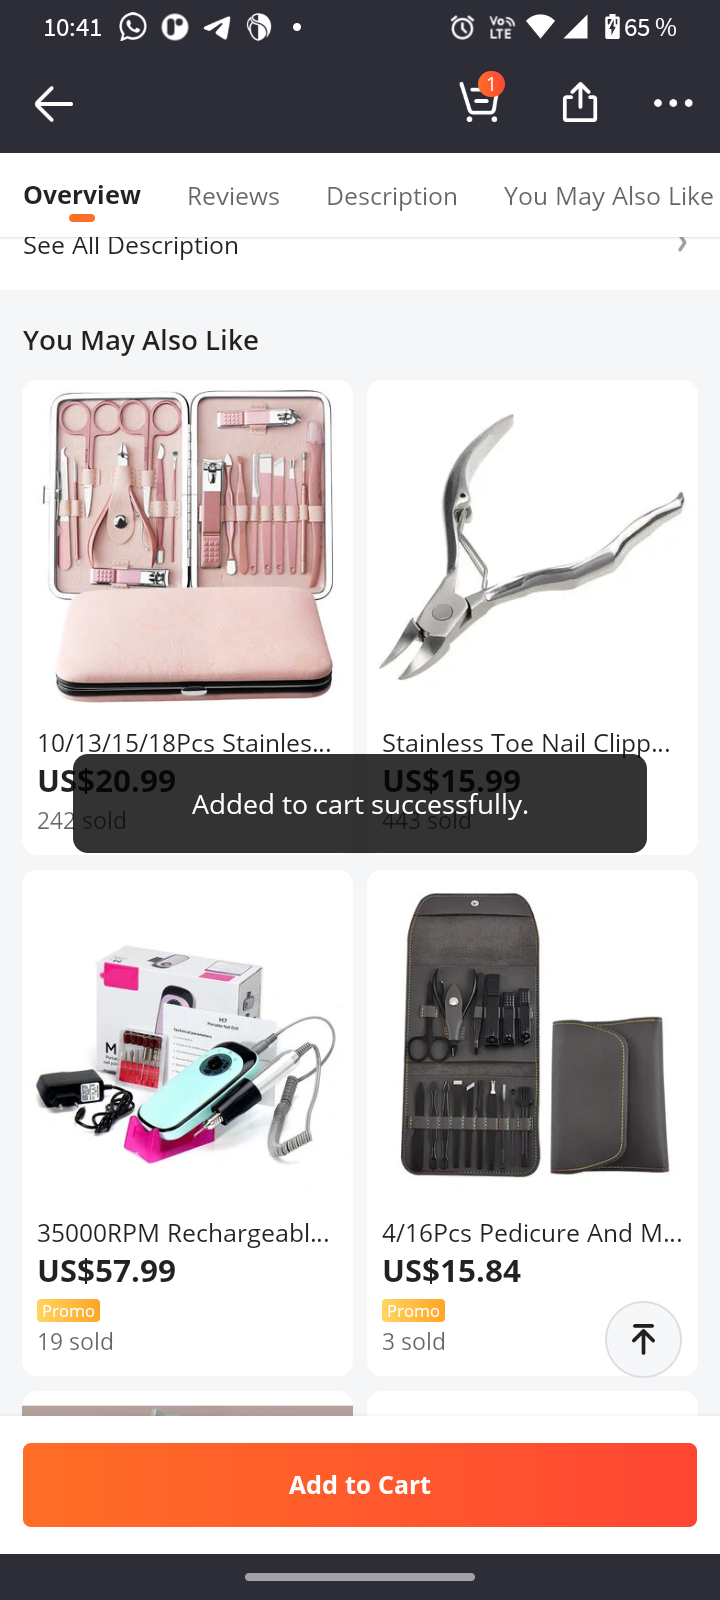 10:41
Vo)) LTE
65 %
1
Overview
Reviews
Description
You May Also Like
See All Description
You May Also Like
10/13/15/18Pcs Stainles...
US$20.99
242 sold
Stainless Toe Nail Clipp...
US$15.99
443 sold
Added to cart successfully.
35000RPM Rechargeabl...
US$57.99
Promo
19 sold
4/16Pcs Pedicure And M...
US$15.84
Promo
3 sold
Add to Cart